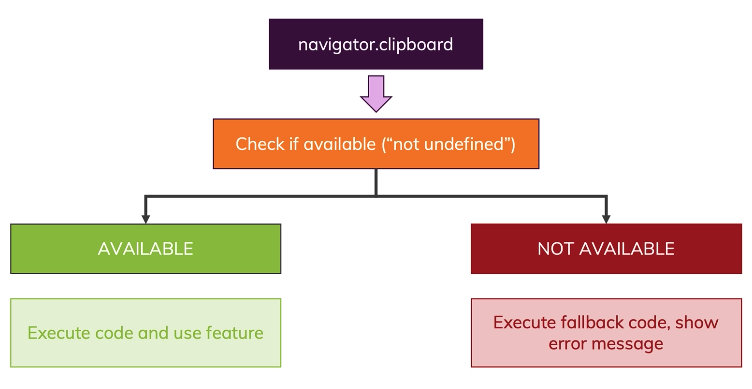 navigator.clipboard
Check if available (“not undefined”)
AVAILABLE
NOT AVAILABLE
Execute code and use feature
Execute fallback code, show
error message